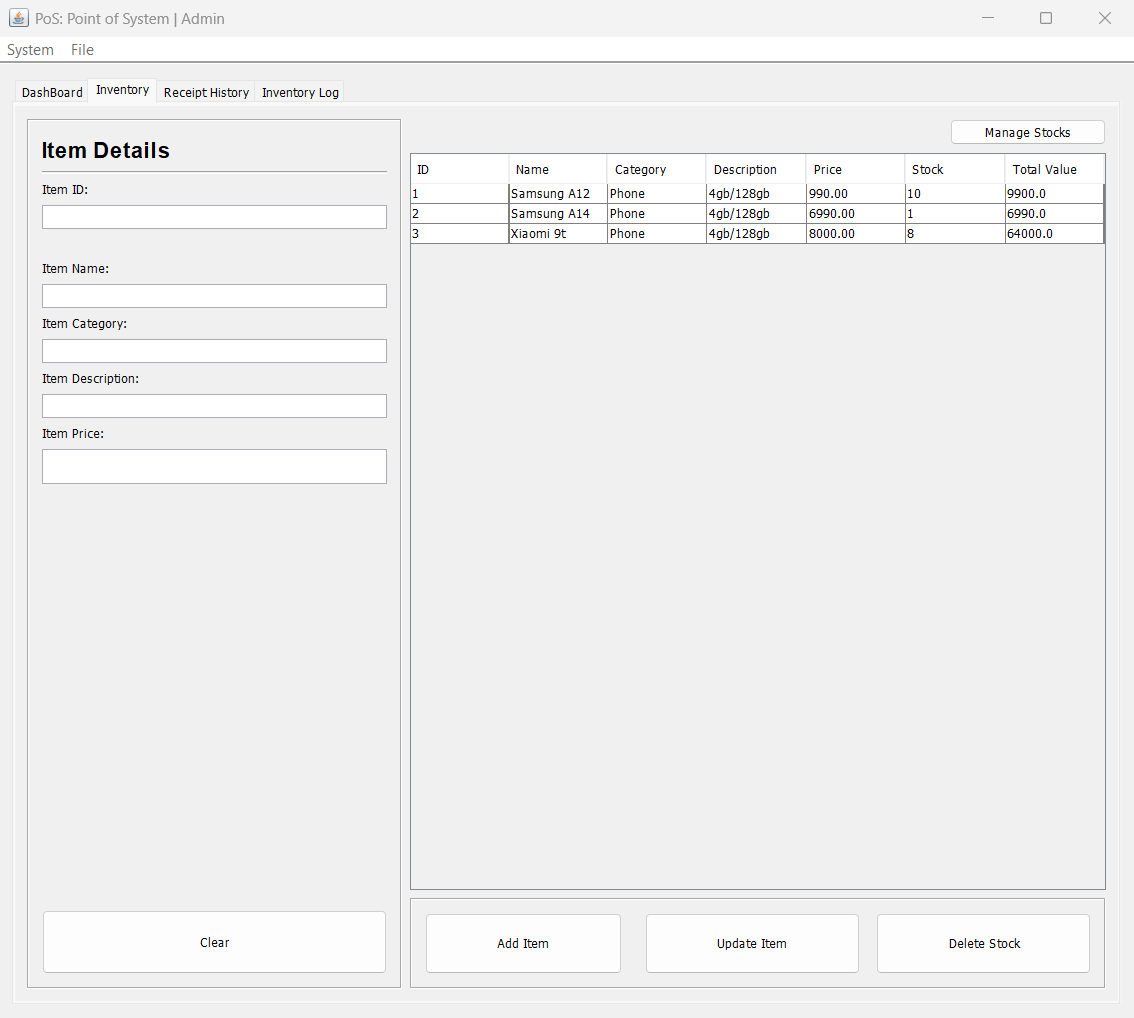 PoS: Point of System | Admin
System File
DashBoard Inventory Receipt History Inventory Log
Item Details
Item ID:
Item Name:
Item Category:
Item Description:
Item Price:
Clear
Manage Stocks
ID Name Category Description Price Stock Total Value
1 Samsung A12 Phone 4gb/128gb 990.00 10 9900.0
2 Samsung A14 Phone 4gb/128gb 6990.00 1 6990.0
3 Xiaomi 9t Phone 4gb/128gb 8000.00 8 64000.0
Add Item Update Item Delete Stock